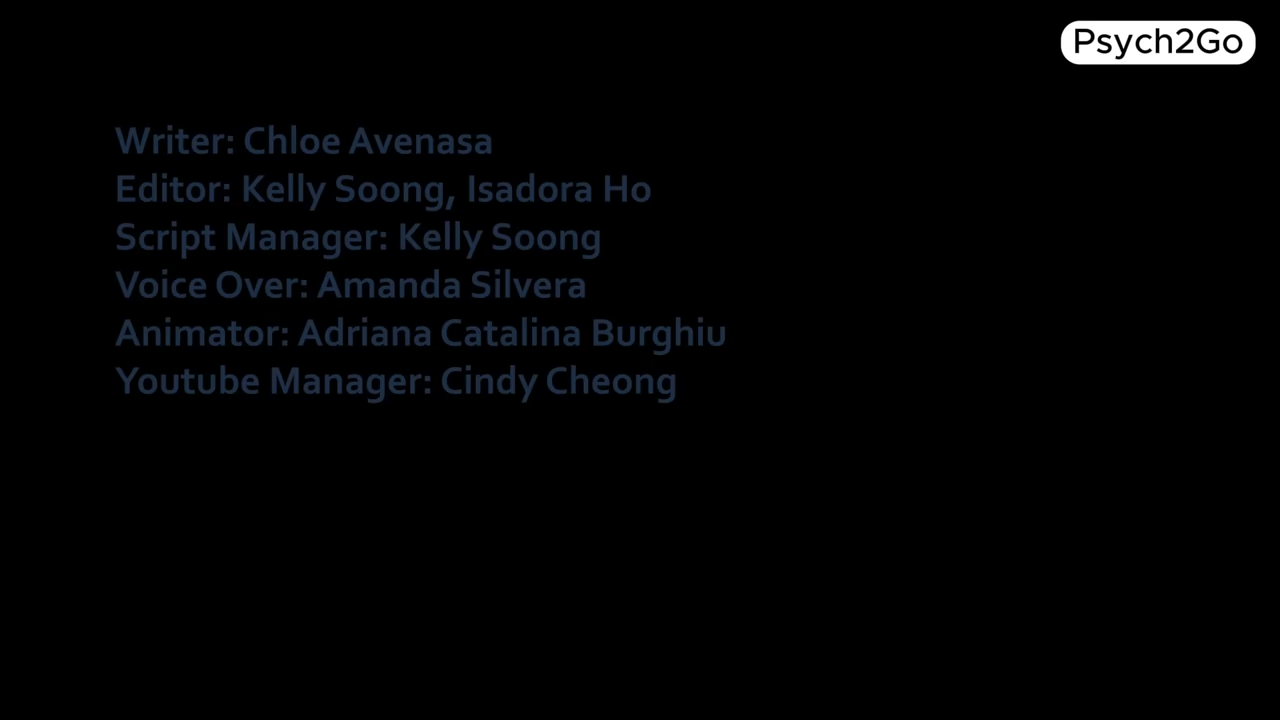 Psych2Go
Writer: Chloe Avenasa
Editor: Kelly Soong, Isadora Ho
Script Manager: Kelly Soong
Voice Over: Amanda Silvera
Animator: Adriana Catalina Burghiu
Youtube Manager: Cindy Cheong